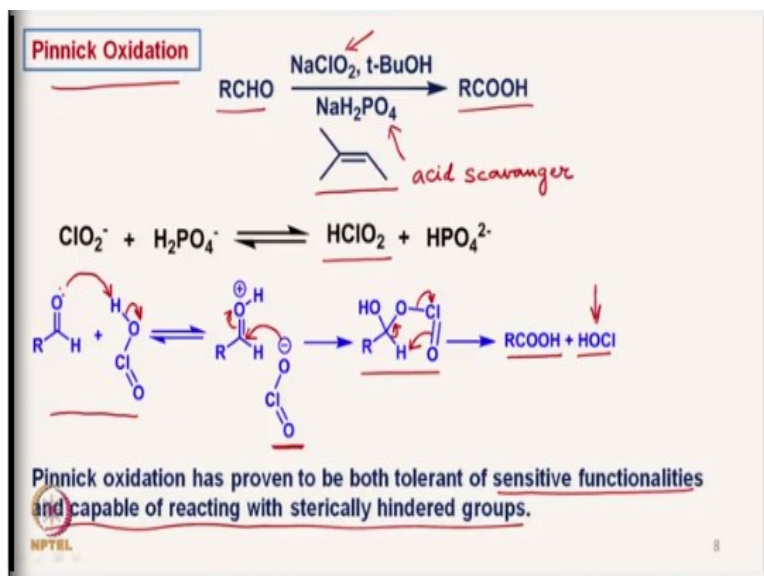 Pinnick Oxidation
NaClO₂, t-BuOH
RCHO
RCOOH
NaH₂PO₄
acid scavanger
ClO₂⁻ + H₂PO₄⁻ ⇌ HClO₂ + HPO₄²⁻
O H
R H + O Cl O
⊕ O H
R H ⊖ O Cl O
HO O Cl
R H O
RCOOH + HOCl
Pinnick oxidation has proven to be both tolerant of sensitive functionalities
and capable of reacting with sterically hindered groups.
NPTEL
8